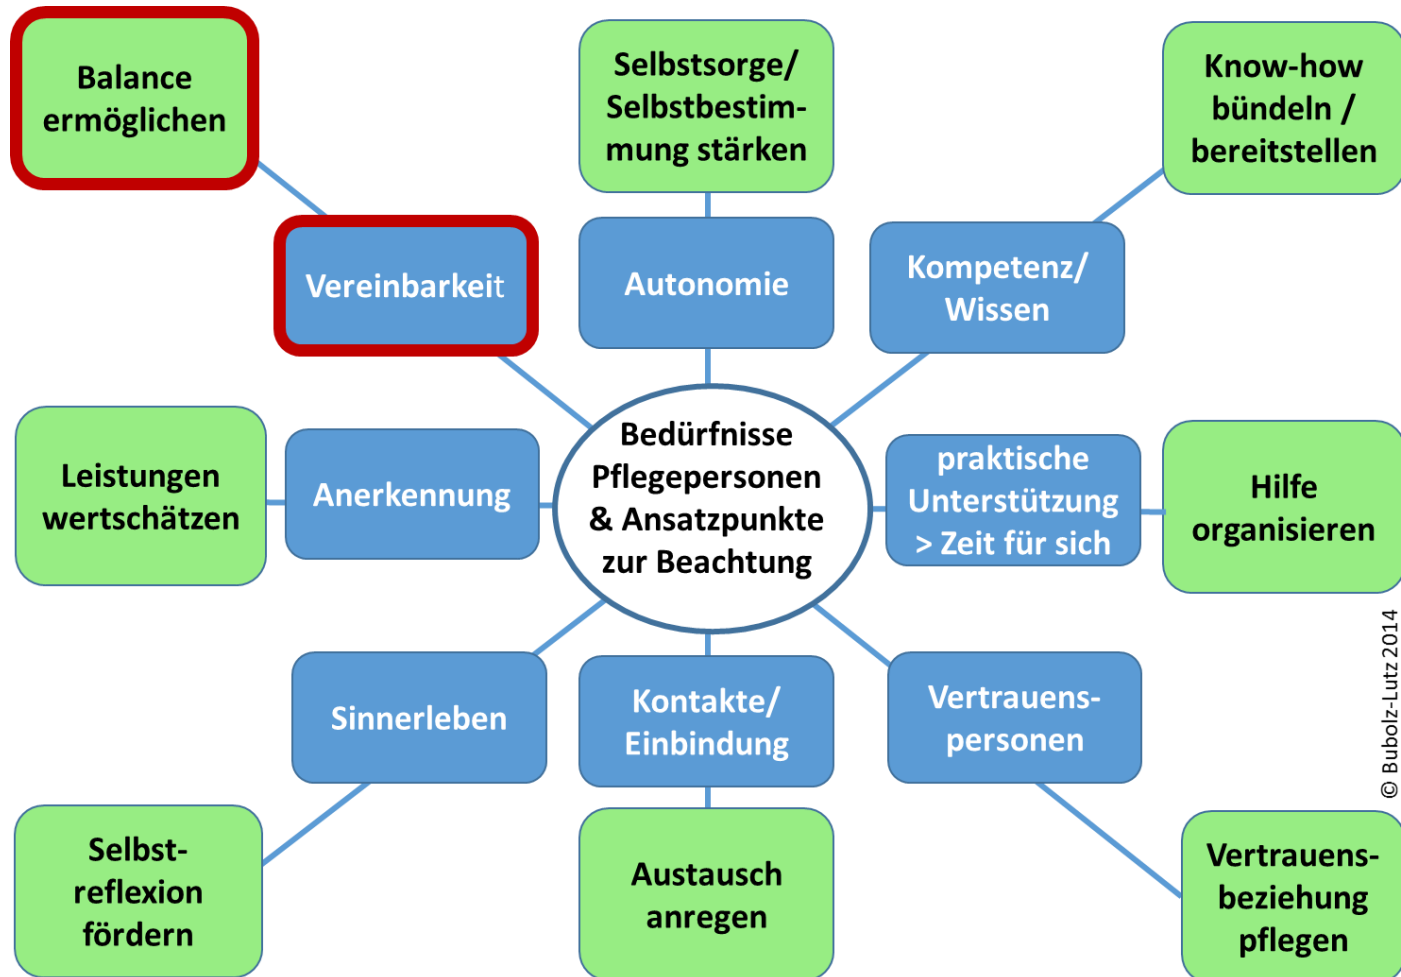 Balance
ermöglichen
Selbstsorge/
Selbstbestim-
mung stärken
Know-how
bündeln /
bereitstellen
Vereinbarkeit
Autonomie
Kompetenz/
Wissen
Leistungen
wertschätzen
Anerkennung
Bedürfnisse
Pflegepersonen
& Ansatzpunkte
zur Beachtung
praktische
Unterstützung
> Zeit für sich
Hilfe
organisieren
Sinnerleben
Kontakte/
Einbindung
Vertrauens-
personen
Selbst-
reflexion
fördern
Austausch
anregen
Vertrauens-
beziehung
pflegen
© Bubolz-Lutz 2014